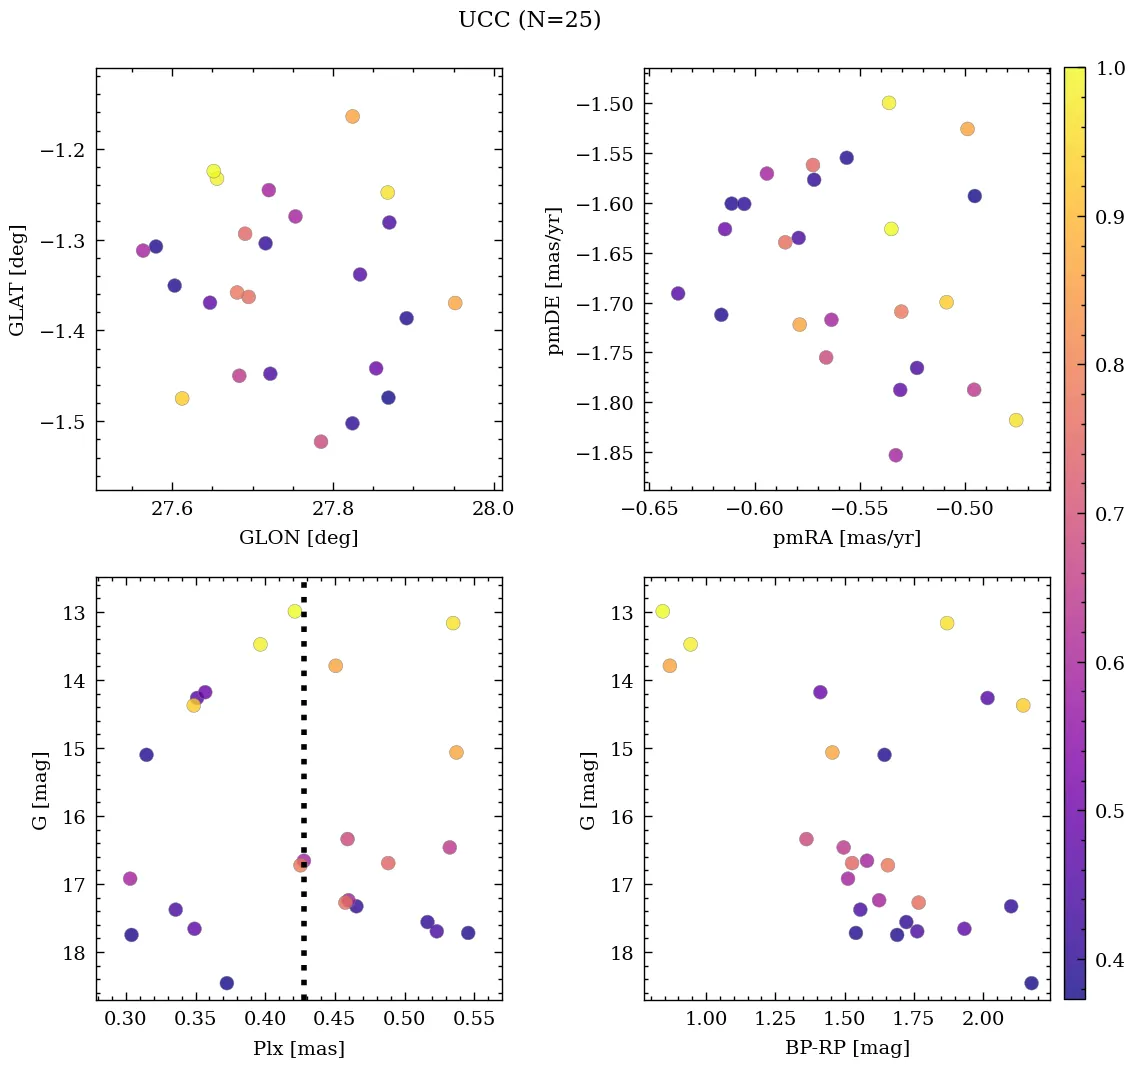 UCC (N=25)
−1.2
−1.3
−1.4
−1.5
GLAT [deg]
27.6 27.8 28.0
GLON [deg]
−1.50
−1.55
−1.60
−1.65
−1.70
−1.75
−1.80
−1.85
pmDE [mas/yr]
−0.65 −0.60 −0.55 −0.50
pmRA [mas/yr]
1.0
0.9
0.8
0.7
0.6
0.5
0.4
13
14
15
16
17
18
G [mag]
0.30 0.35 0.40 0.45 0.50 0.55
Plx [mas]
13
14
15
16
17
18
G [mag]
1.00 1.25 1.50 1.75 2.00
BP-RP [mag]